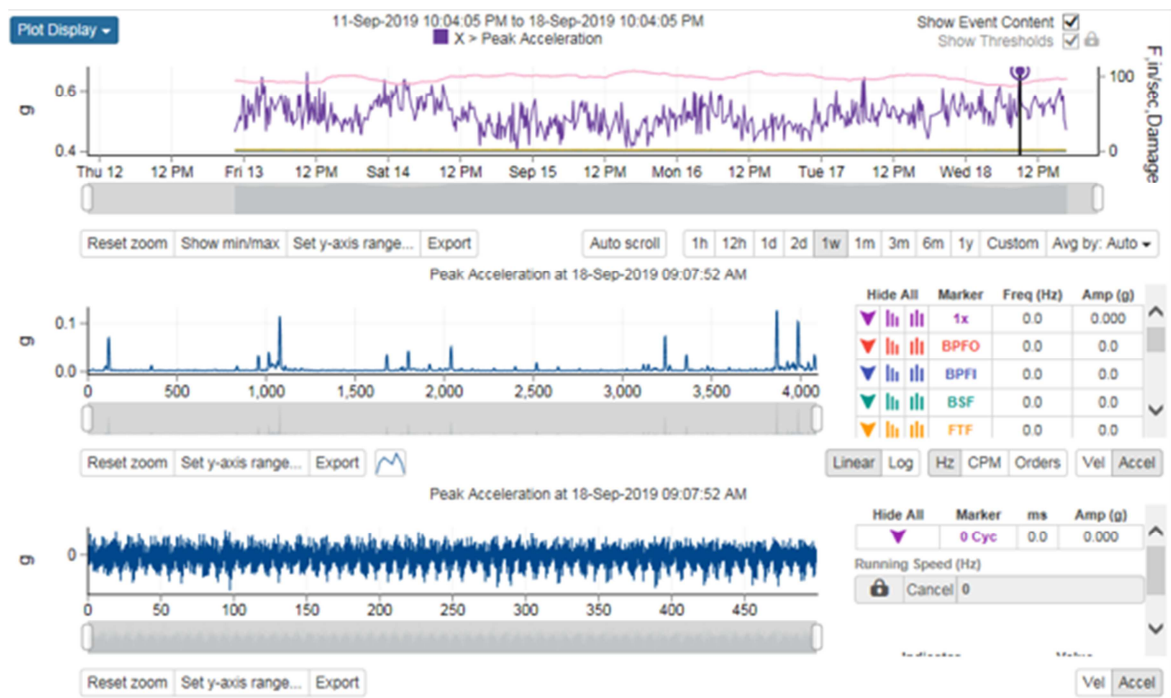 Plot Display
11-Sep-2019 10:04:05 PM to 18-Sep-2019 10:04:05 PM
X > Peak Acceleration
Show Event Content
Show Thresholds
g
0.6
0.4
100
0
F,in/sec,Damage
Thu 12 12 PM Fri 13 12 PM Sat 14 12 PM Sep 15 12 PM Mon 16 12 PM Tue 17 12 PM Wed 18 12 PM
Reset zoom Show min/max Set y-axis range... Export Auto scroll 1h 12h 1d 2d 1w 1m 3m 6m 1y Custom Avg by: Auto
Peak Acceleration at 18-Sep-2019 09:07:52 AM
g
0.1
0.0
0 500 1,000 1,500 2,000 2,500 3,000 3,500 4,000
Hide All Marker Freq (Hz) Amp (g)
1x 0.0 0.000
BPFO 0.0 0.0
BPFI 0.0 0.0
BSF 0.0 0.0
FTF 0.0 0.0
Reset zoom Set y-axis range... Export Linear Log Hz CPM Orders Vel Accel
Peak Acceleration at 18-Sep-2019 09:07:52 AM
g
0
0 50 100 150 200 250 300 350 400 450
Hide All Marker ms Amp (g)
0 Cyc 0.0 0.000
Running Speed (Hz)
Cancel 0
Reset zoom Set y-axis range... Export Vel Accel